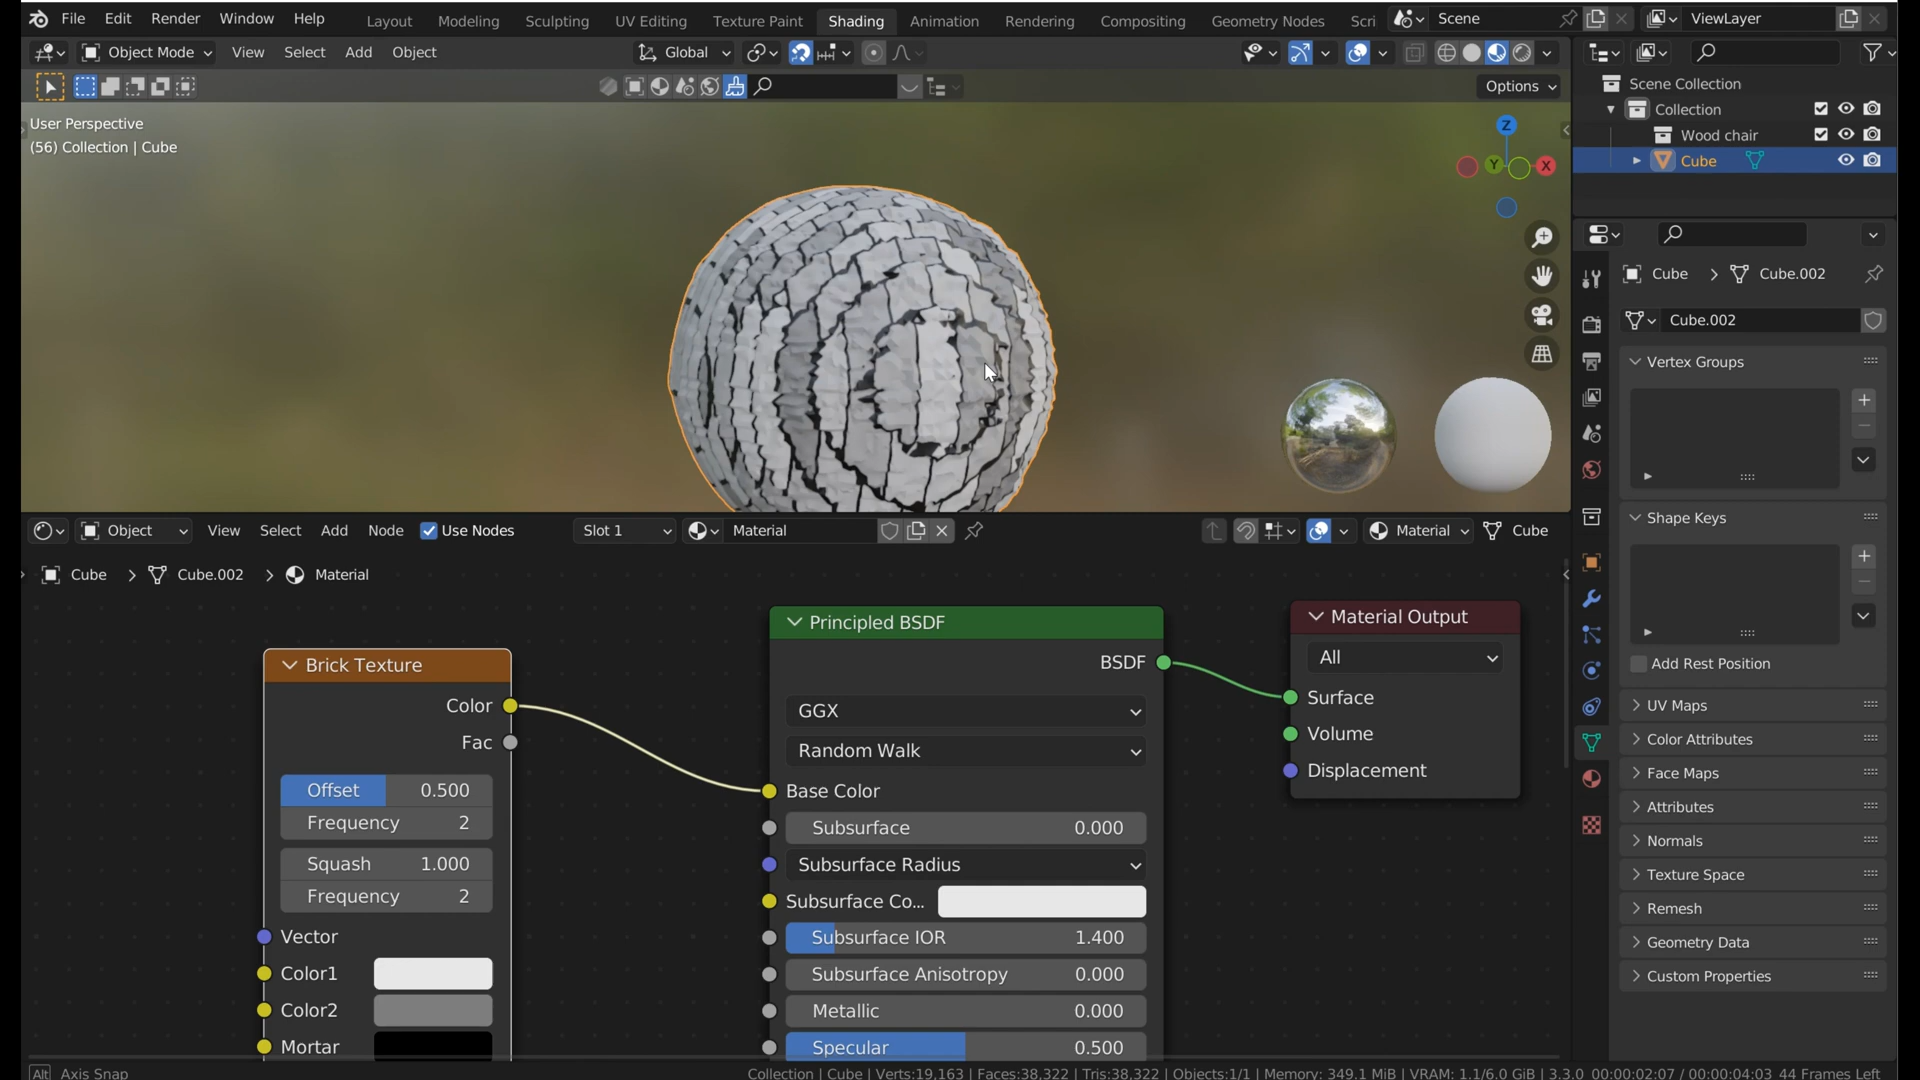 File Edit Render Window Help Layout Modeling Sculpting UV Editing Texture Paint Shading Animation Rendering Compositing Geometry Nodes Scri Scene ViewLayer
Object Mode View Select Add Object Global
Options
User Perspective
(56) Collection | Cube
Z
Y
X
Scene Collection
Collection
Wood chair
Cube
Cube > Cube.002
Cube.002
Vertex Groups
Shape Keys
Add Rest Position
UV Maps
Color Attributes
Face Maps
Attributes
Normals
Texture Space
Remesh
Geometry Data
Custom Properties
Object View Select Add Node Use Nodes Slot 1 Material Material Cube
Cube > Cube.002 > Material
Brick Texture
Color
Fac
Offset 0.500
Frequency 2
Squash 1.000
Frequency 2
Vector
Color1
Color2
Mortar
Principled BSDF
BSDF
GGX
Random Walk
Base Color
Subsurface 0.000
Subsurface Radius
Subsurface Co...
Subsurface IOR 1.400
Subsurface Anisotropy 0.000
Metallic 0.000
Specular 0.500
Material Output
All
Surface
Volume
Displacement
Alt Axis Snap
Collection | Cube | Verts:19,163 | Faces:38,322 | Tris:38,322 | Objects:1/1 | Memory: 349.1 MiB | VRAM: 1.1/6.0 GiB | 3.3.0 00:00:02:07 / 00:00:04:03 44 Frames Left